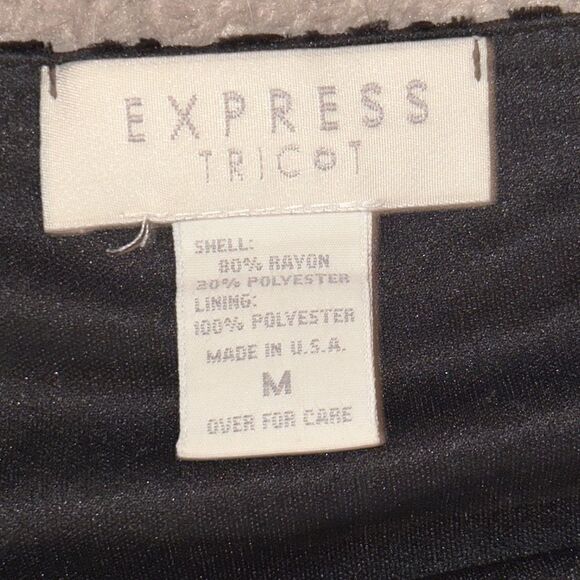 EXPRESS
TRICOT
SHELL:
80% RAYON
20% POLYESTER
LINING:
100% POLYESTER
MADE IN U.S.A.
M
OVER FOR CARE